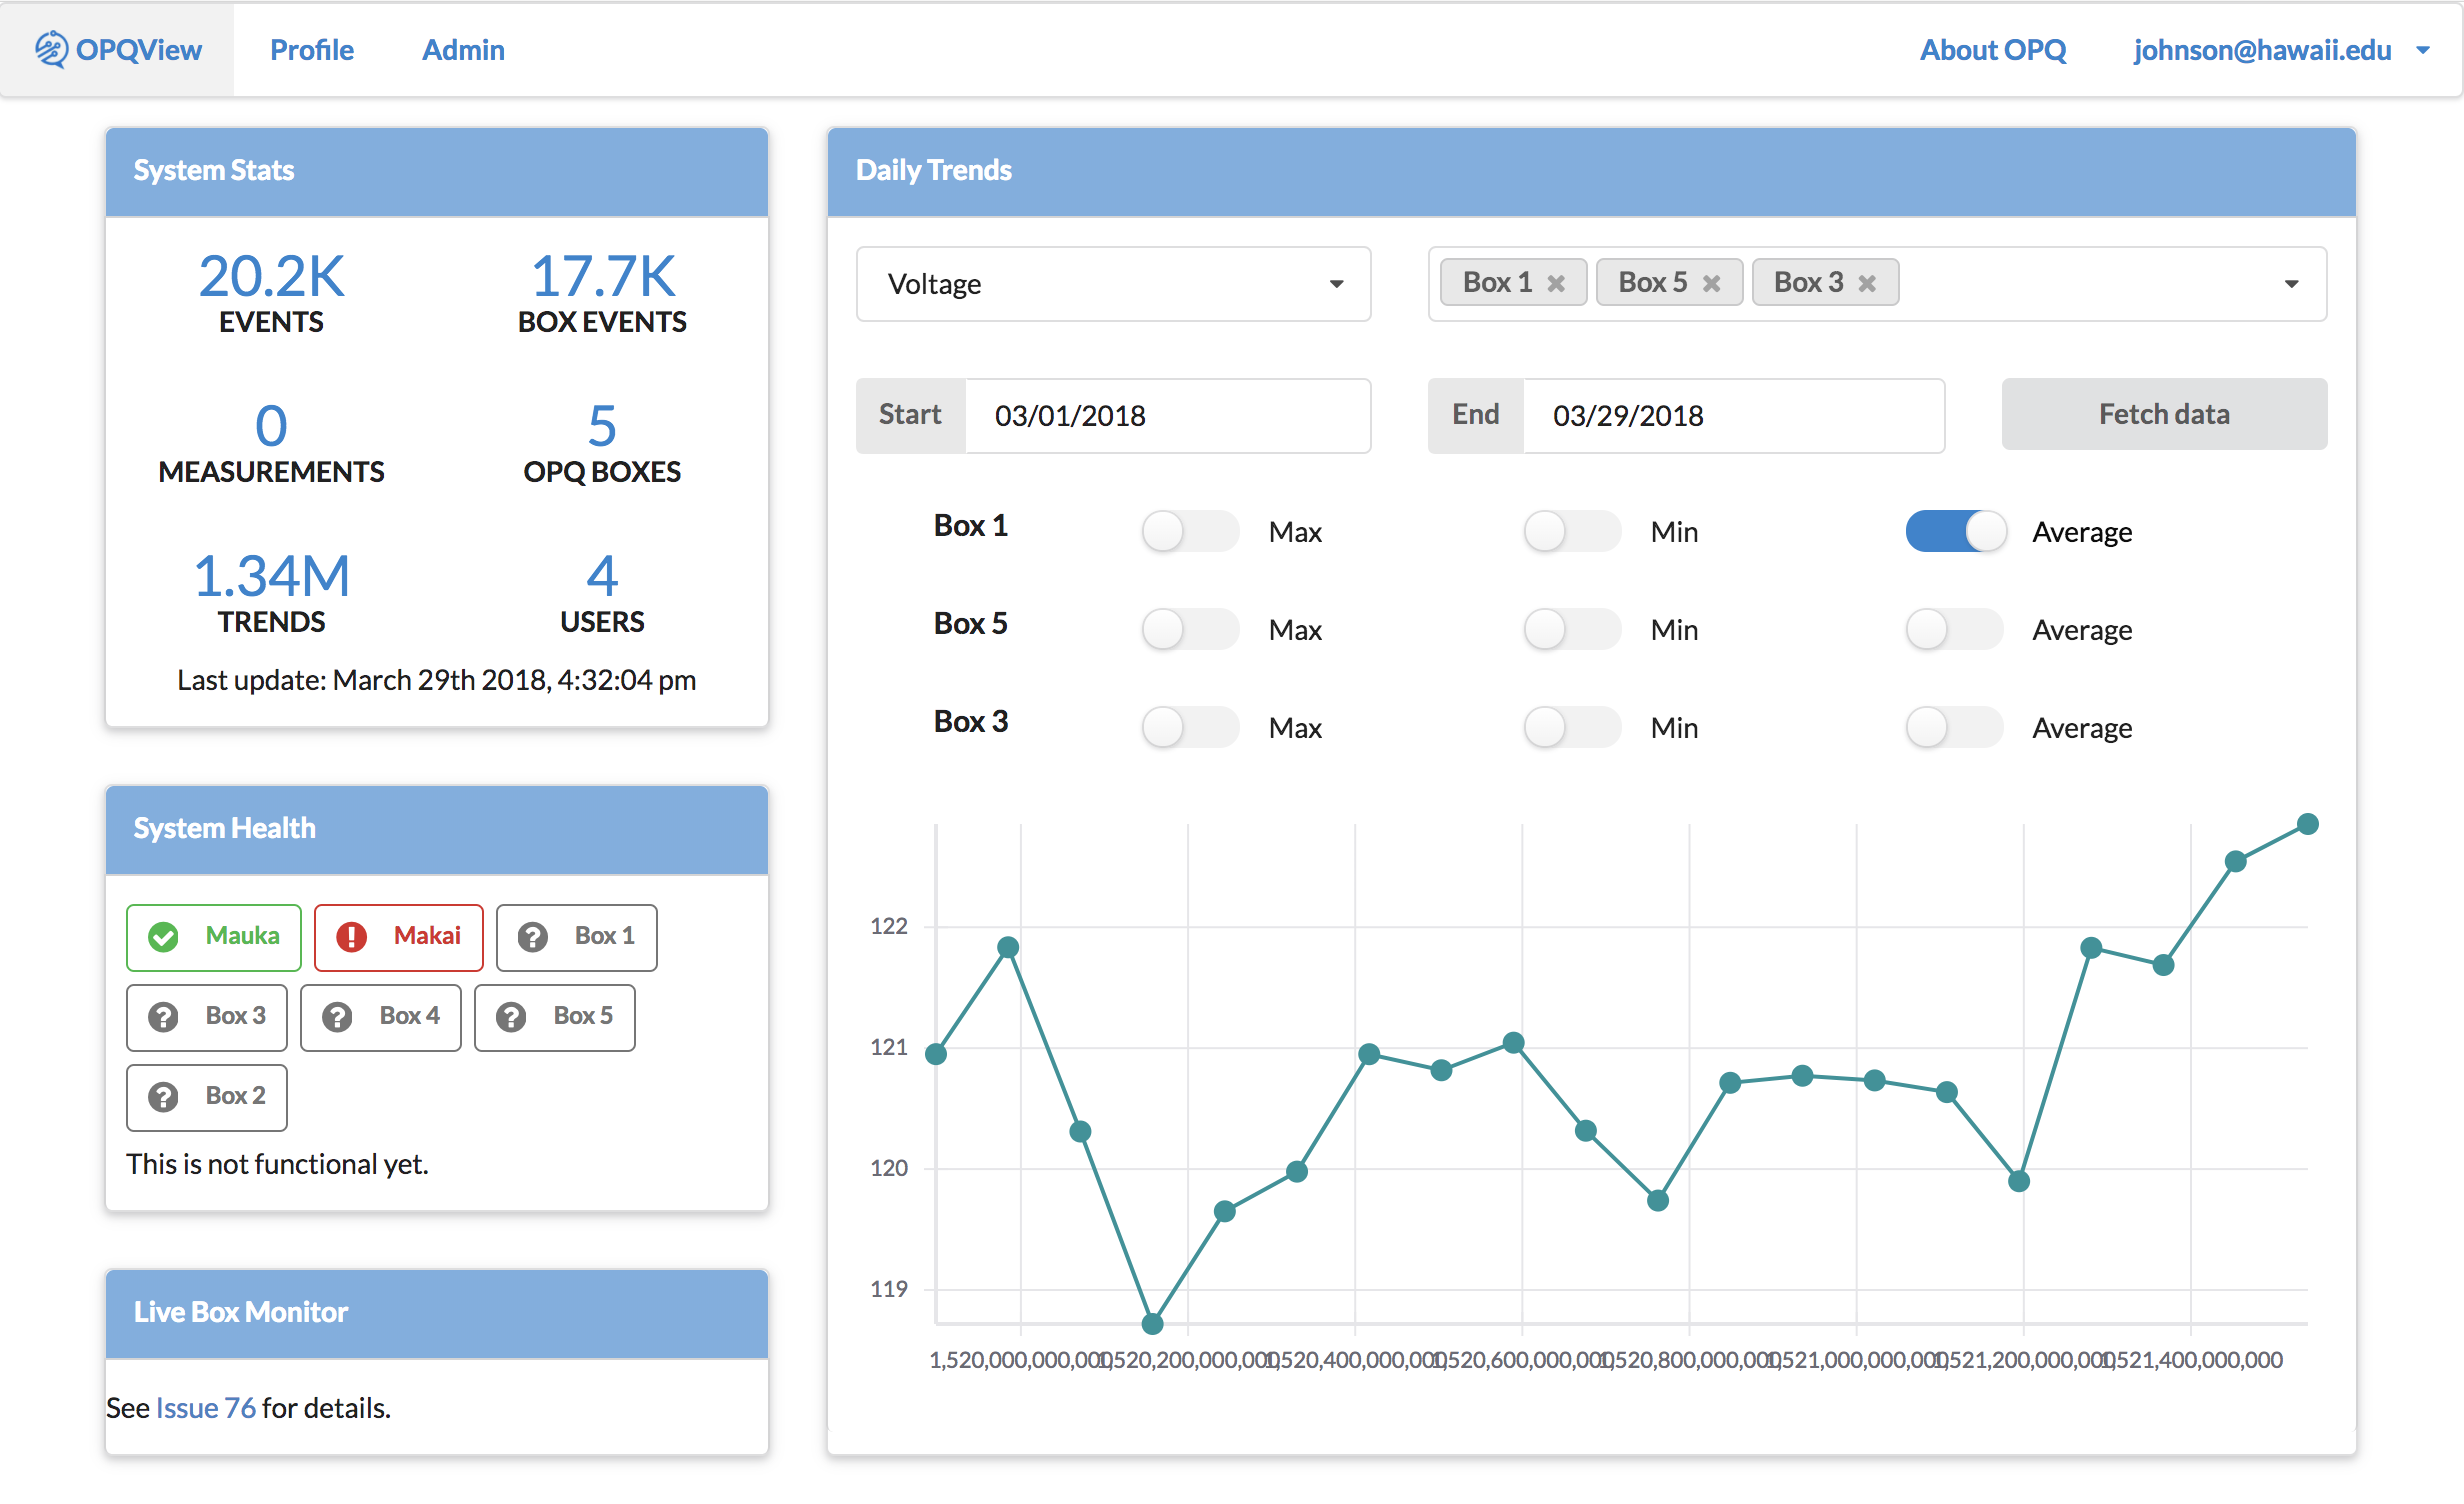 OPQView Profile Admin About OPQ johnson@hawaii.edu
System Stats
20.2K 17.7K
EVENTS BOX EVENTS
0 5
MEASUREMENTS OPQ BOXES
1.34M 4
TRENDS USERS
Last update: March 29th 2018, 4:32:04 pm
System Health
Mauka Makai Box 1
Box 3 Box 4 Box 5
Box 2
This is not functional yet.
Live Box Monitor
See Issue 76 for details.
Daily Trends
Voltage Box 1 Box 5 Box 3
Start 03/01/2018 End 03/29/2018 Fetch data
Box 1 Max Min Average
Box 5 Max Min Average
Box 3 Max Min Average
122
121
120
119
1,520,000,000,000 1,520,200,000,000 1,520,400,000,000 1,520,600,000,000 1,520,800,000,000 1,521,000,000,000 1,521,200,000,000 1,521,400,000,000